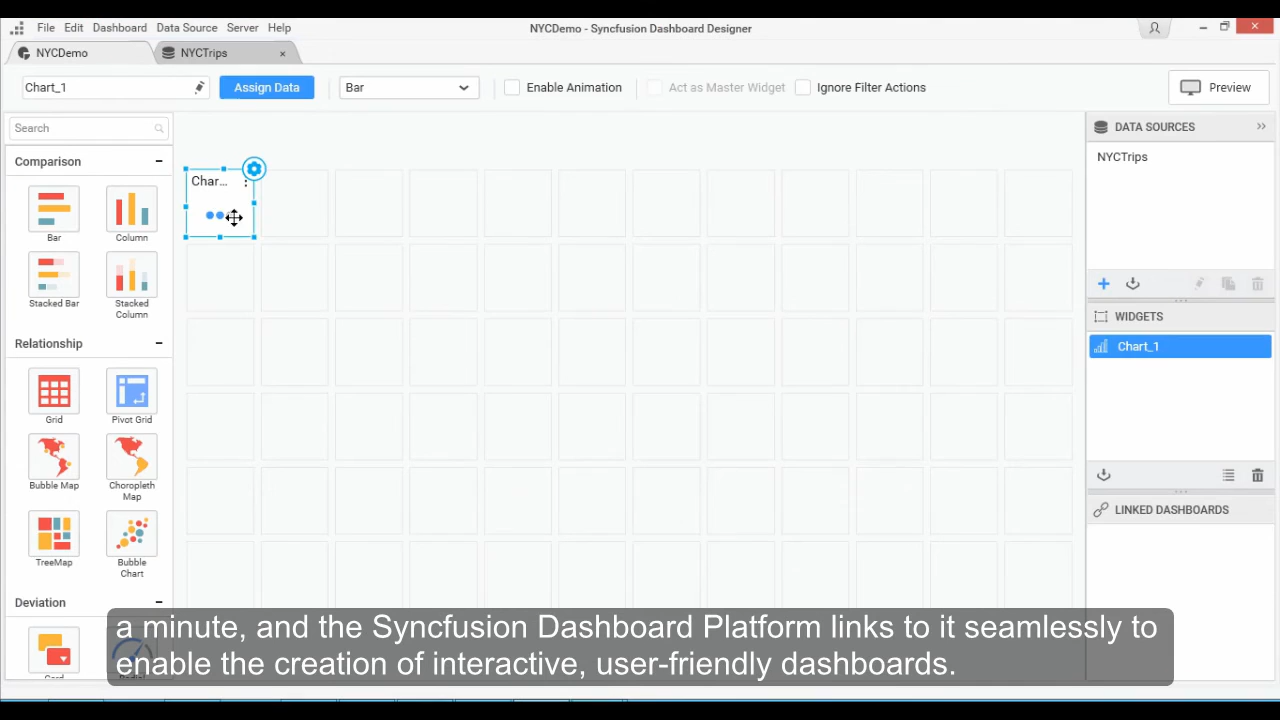 File Edit Dashboard Data Source Server Help
NYCDemo - Syncfusion Dashboard Designer
NYCDemo
NYCTrips
Chart_1
Assign Data
Bar
Enable Animation
Act as Master Widget
Ignore Filter Actions
Preview
Search
Comparison
Bar
Column
Stacked Bar
Stacked
Column
Relationship
Grid
Pivot Grid
Bubble Map
Choropleth
Map
TreeMap
Bubble
Chart
Deviation
Char...
DATA SOURCES
NYCTrips
WIDGETS
Chart_1
LINKED DASHBOARDS
a minute, and the Syncfusion Dashboard Platform links to it seamlessly to
enable the creation of interactive, user-friendly dashboards.